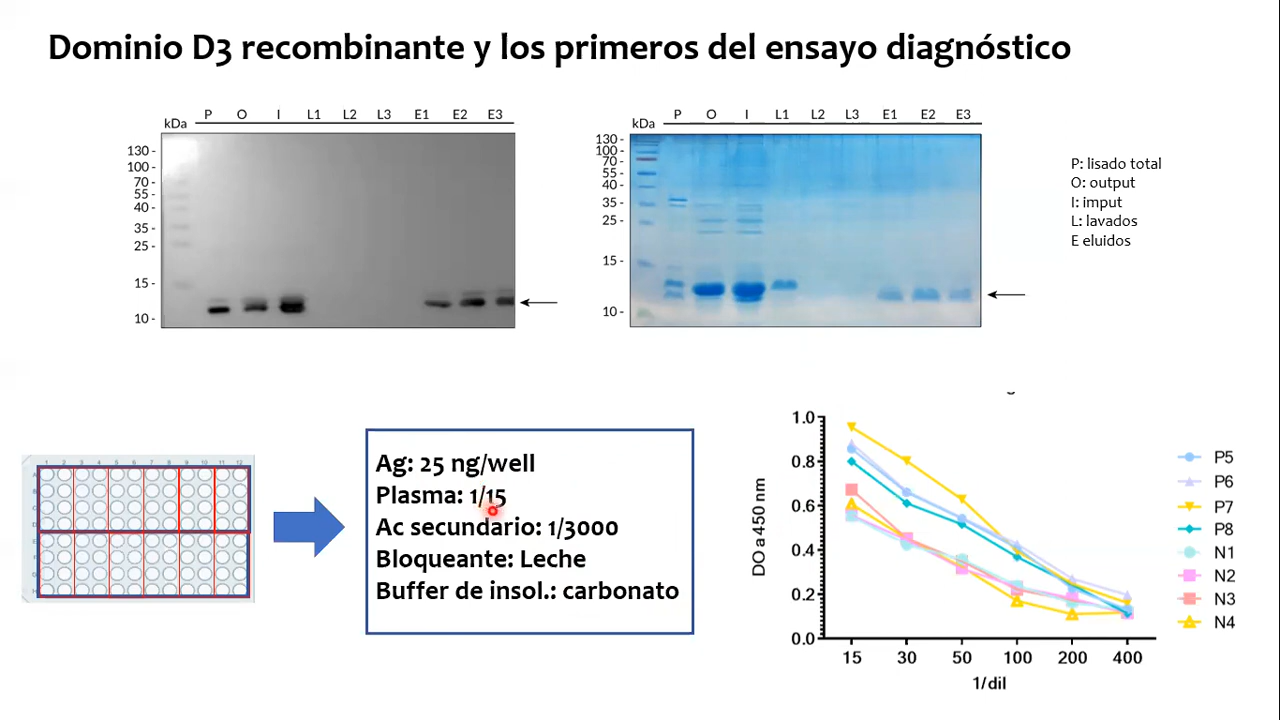 Dominio D3 recombinante y los primeros del ensayo diagnóstico
kDa P O I L1 L2 L3 E1 E2 E3
130 -
100 -
70 -
55 -
40 -
35 -
25 -
15 -
10 -
kDa P O I L1 L2 L3 E1 E2 E3
130 -
100 -
70 -
55 -
40 -
35 -
25 -
15 -
10 -
P: lisado total
O: output
I: imput
L: lavados
E eluidos
Ag: 25 ng/well
Plasma: 1/15
Ac secundario: 1/3000
Bloqueante: Leche
Buffer de insol.: carbonato
DO a 450 nm
1.0
0.8
0.6
0.4
0.2
0.0
15 30 50 100 200 400
1/dil
P5
P6
P7
P8
N1
N2
N3
N4